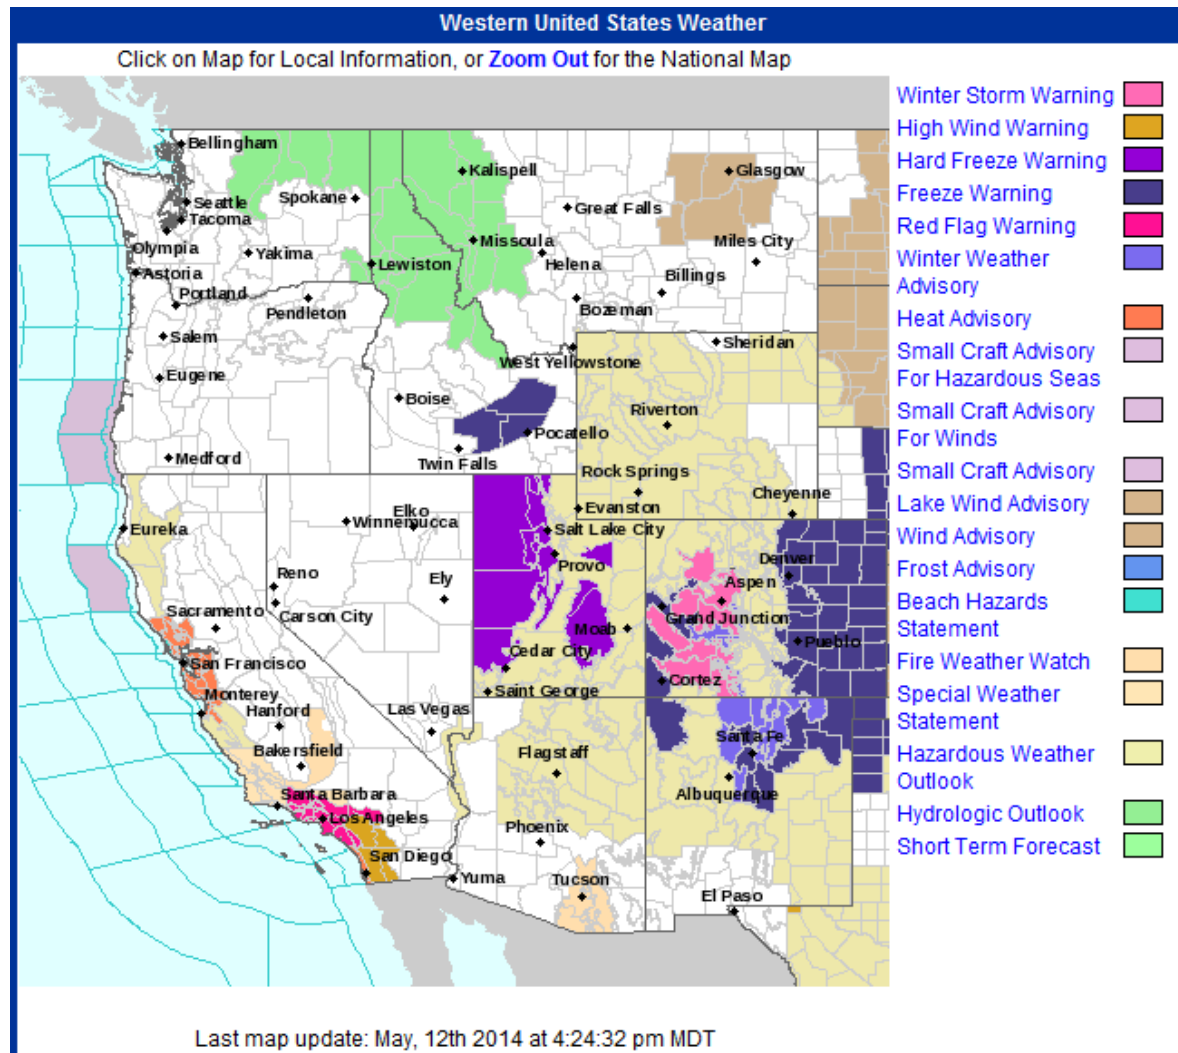 Western United States Weather
Click on Map for Local Information, or Zoom Out for the National Map
Bellingham
Seattle
Tacoma
Olympia
Spokane
Yakima
Astoria
Portland
Pendleton
Salem
Eugene
Medford
Lewiston
Kalispell
Missoula
Great Falls
Helena
Glasgow
Miles City
Billings
Bozeman
West Yellowstone
Sheridan
Boise
Pocatello
Twin Falls
Riverton
Rock Springs
Cheyenne
Evanston
Eureka
Elko
Winnemucca
Salt Lake City
Provo
Denver
Aspen
Reno
Carson City
Ely
Sacramento
Grand Junction
Moab
Pueblo
Cedar City
Cortez
San Francisco
Saint George
Monterey
Hanford
Las Vegas
Bakersfield
Flagstaff
Santa Fe
Albuquerque
Santa Barbara
Los Angeles
Phoenix
San Diego
Yuma
Tucson
El Paso
Winter Storm Warning
High Wind Warning
Hard Freeze Warning
Freeze Warning
Red Flag Warning
Winter Weather
Advisory
Heat Advisory
Small Craft Advisory
For Hazardous Seas
Small Craft Advisory
For Winds
Small Craft Advisory
Lake Wind Advisory
Wind Advisory
Frost Advisory
Beach Hazards
Statement
Fire Weather Watch
Special Weather
Statement
Hazardous Weather
Outlook
Hydrologic Outlook
Short Term Forecast
Last map update: May, 12th 2014 at 4:24:32 pm MDT